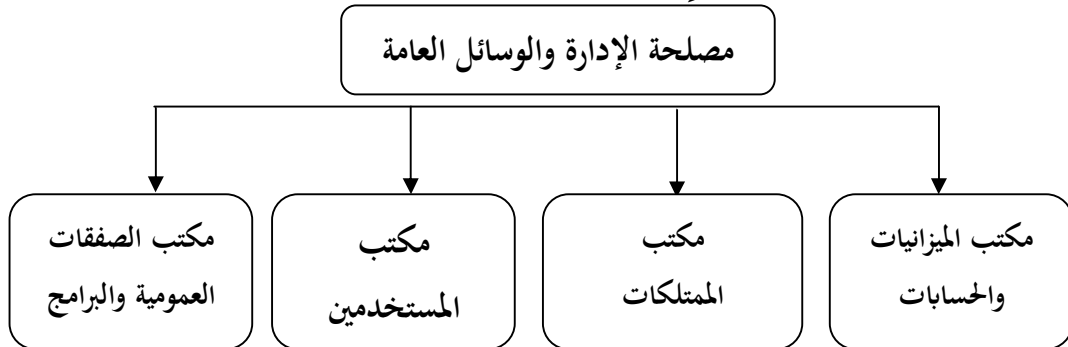 مصلحة الإدارة والوسائل العامة
مكتب الميزانيات
والحسابات
مكتب
الممتلكات
مكتب
المستخدمين
مكتب الصفقات
العمومية والبرامج